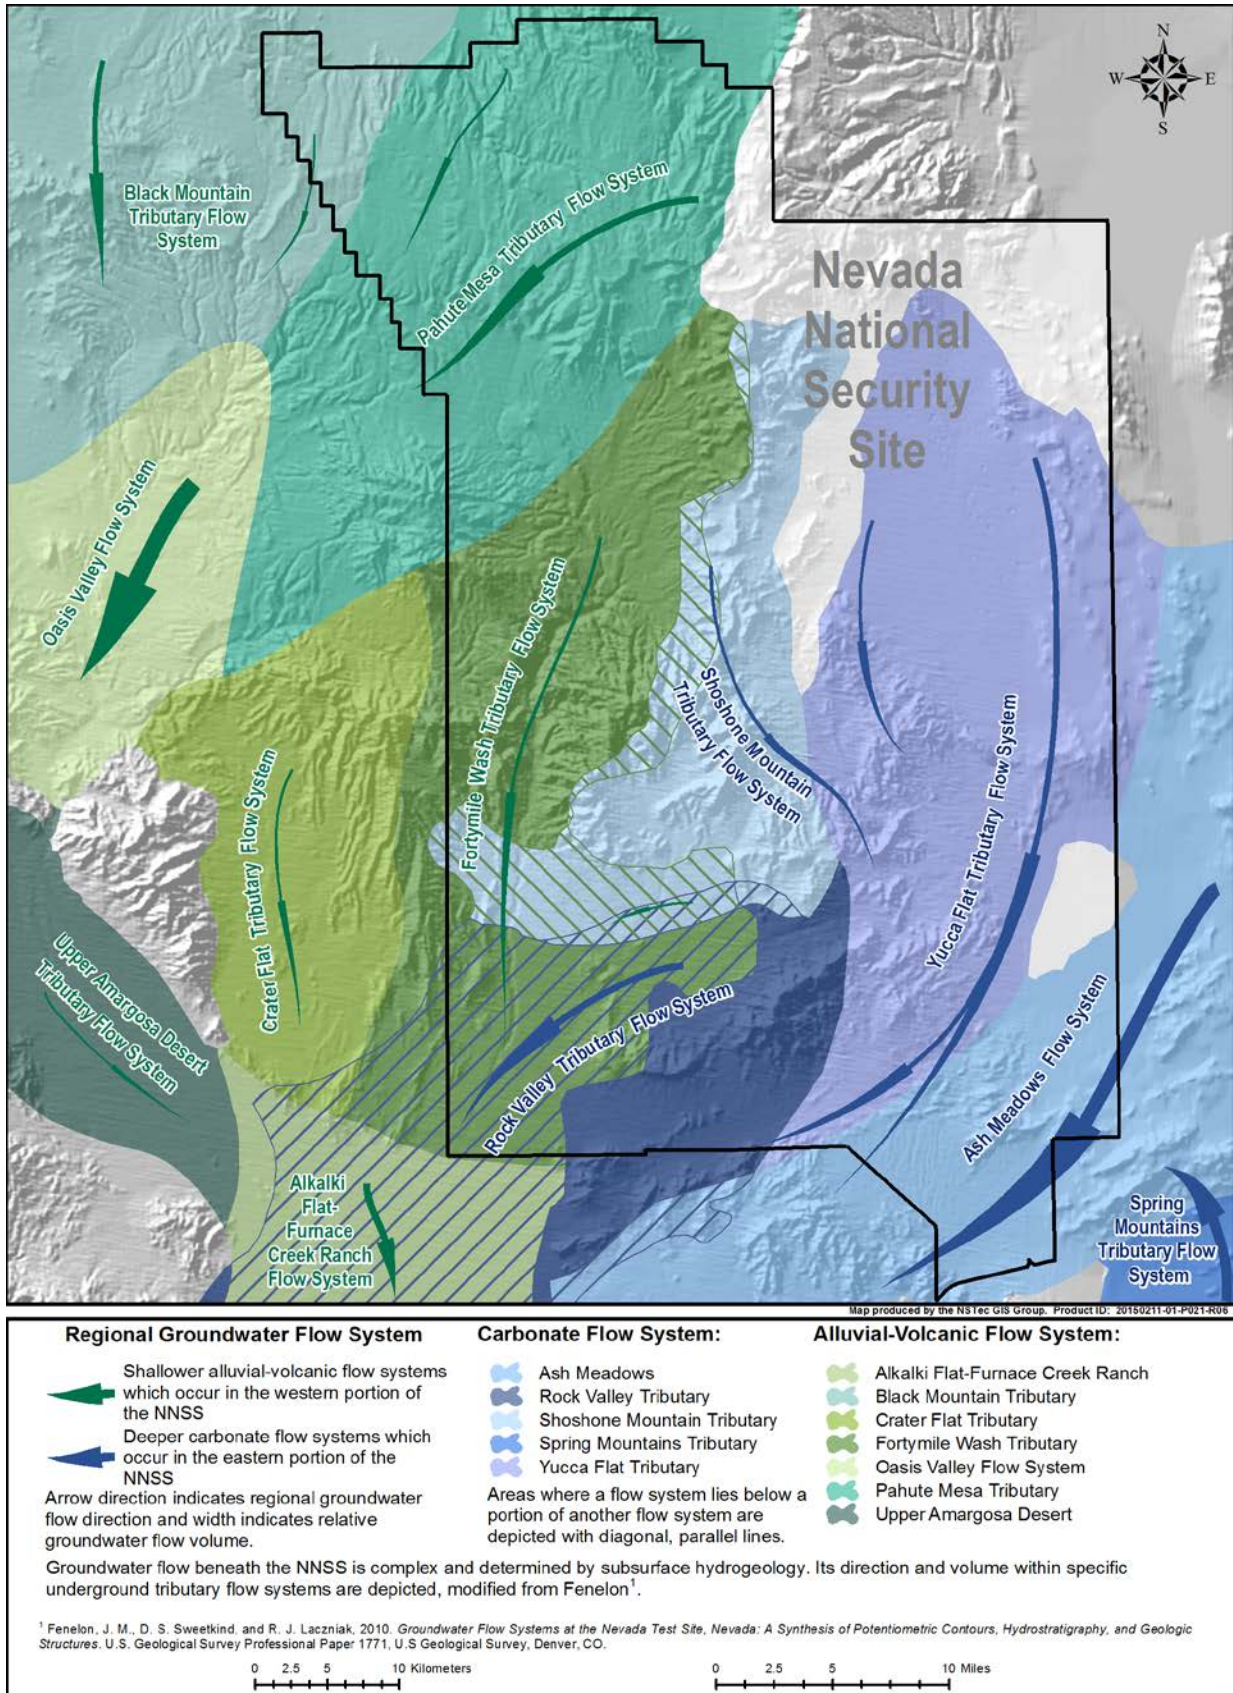 N
W
E
S
Black Mountain
Tributary Flow
System
Pahute Mesa Tributary Flow System
Nevada
National
Security
Site
Oasis Valley Flow System
Fortymile Wash Tributary Flow System
Shoshone Mountain
Tributary Flow System
Crater Flat Tributary Flow System
Yucca Flat Tributary Flow System
Upper Amargosa Desert
Tributary Flow System
Rock Valley Tributary Flow System
Ash Meadows Flow System
Alkalki
Flat-
Furnace
Creek Ranch
Flow System
Spring
Mountains
Tributary Flow
System
Map produced by the NSTec GIS Group. Product ID: 20150211-01-P021-R06
Regional Groundwater Flow System
Shallower alluvial-volcanic flow systems
which occur in the western portion of
the NNSS
Deeper carbonate flow systems which
occur in the eastern portion of the
NNSS
Arrow direction indicates regional groundwater
flow direction and width indicates relative
groundwater flow volume.
Carbonate Flow System:
Ash Meadows
Rock Valley Tributary
Shoshone Mountain Tributary
Spring Mountains Tributary
Yucca Flat Tributary
Areas where a flow system lies below a
portion of another flow system are
depicted with diagonal, parallel lines.
Alluvial-Volcanic Flow System:
Alkalki Flat-Furnace Creek Ranch
Black Mountain Tributary
Crater Flat Tributary
Fortymile Wash Tributary
Oasis Valley Flow System
Pahute Mesa Tributary
Upper Amargosa Desert
Groundwater flow beneath the NNSS is complex and determined by subsurface hydrogeology. Its direction and volume within specific
underground tributary flow systems are depicted, modified from Fenelon¹.
¹ Fenelon, J. M., D. S. Sweetkind, and R. J. Laczniak, 2010. Groundwater Flow Systems at the Nevada Test Site, Nevada: A Synthesis of Potentiometric Contours, Hydrostratigraphy, and Geologic
Structures. U.S. Geological Survey Professional Paper 1771, U.S Geological Survey, Denver, CO.
0 2.5 5 10 Kilometers
0 2.5 5 10 Miles